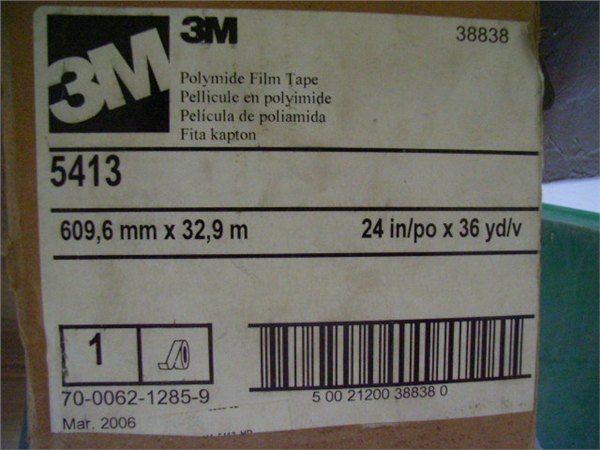 3M
3M
38838
Polymide Film Tape
Pellicule en polyimide
Película de poliamida
Fita kapton
5413
609,6 mm x 32,9 m
24 in/po x 36 yd/v
1
70-0062-1285-9
5 00 21200 38838 0
Mar. 2006